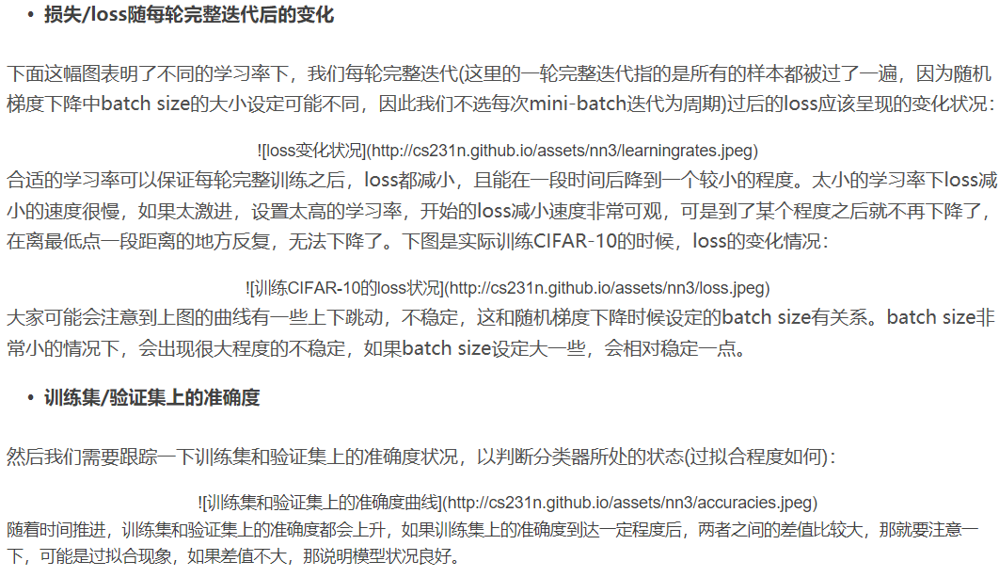 • 损失/loss随每轮完整迭代后的变化
下面这幅图表明了不同的学习率下，我们每轮完整迭代(这里的一轮完整迭代指的是所有的样本都被过了一遍，因为随机
梯度下降中batch size的大小设定可能不同，因此我们不选每次mini-batch迭代为周期)过后的loss应该呈现的变化状况：
![loss变化状况](http://cs231n.github.io/assets/nn3/learningrates.jpeg)
合适的学习率可以保证每轮完整训练之后，loss都减小，且能在一段时间后降到一个较小的程度。太小的学习率下loss减
小的速度很慢，如果太激进，设置太高的学习率，开始的loss减小速度非常可观，可是到了某个程度之后就不再下降了，
在离最低点一段距离的地方反复，无法下降了。下图是实际训练CIFAR-10的时候，loss的变化情况：
![训练CIFAR-10的loss状况](http://cs231n.github.io/assets/nn3/loss.jpeg)
大家可能会注意到上图的曲线有一些上下跳动，不稳定，这和随机梯度下降时候设定的batch size有关系。batch size非
常小的情况下，会出现很大程度的不稳定，如果batch size设定大一些，会相对稳定一点。
• 训练集/验证集上的准确度
然后我们需要跟踪一下训练集和验证集上的准确度状况，以判断分类器所处的状态(过拟合程度如何)：
![训练集和验证集上的准确度曲线](http://cs231n.github.io/assets/nn3/accuracies.jpeg)
随着时间推进，训练集和验证集上的准确度都会上升，如果训练集上的准确度到达一定程度后，两者之间的差值比较大，那就要注意一
下，可能是过拟合现象，如果差值不大，那说明模型状况良好。